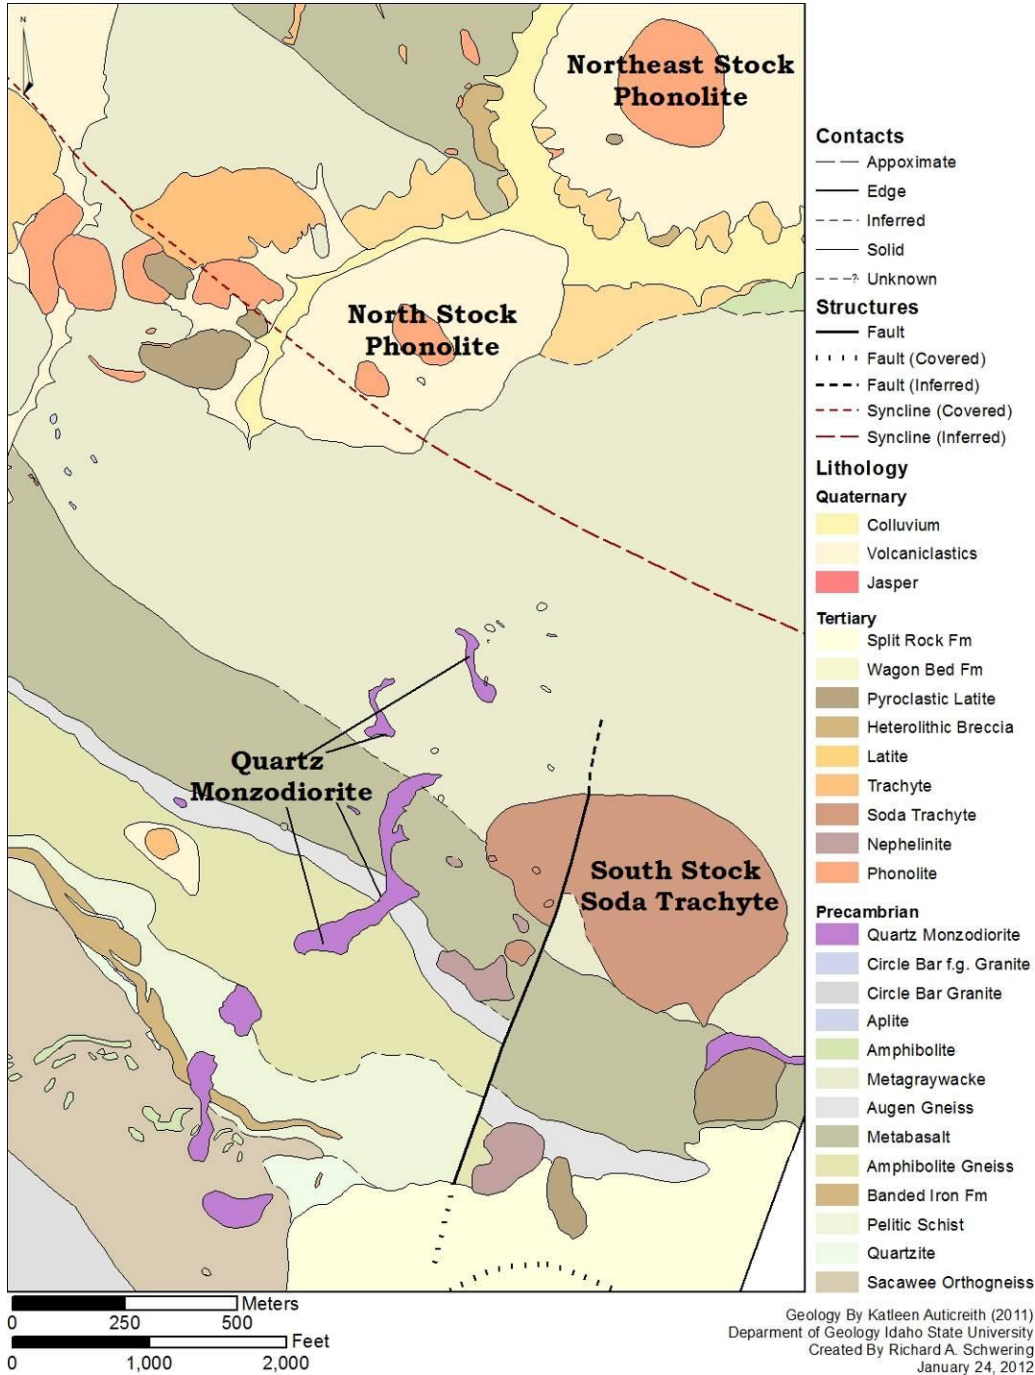 N
Northeast Stock
Phonolite
North Stock
Phonolite
Quartz
Monzodiorite
South Stock
Soda Trachyte
Contacts
Appoximate
Edge
Inferred
Solid
?
Unknown
Structures
Fault
Fault (Covered)
Fault (Inferred)
Syncline (Covered)
Syncline (Inferred)
Lithology
Quaternary
Colluvium
Volcaniclastics
Jasper
Tertiary
Split Rock Fm
Wagon Bed Fm
Pyroclastic Latite
Heterolithic Breccia
Latite
Trachyte
Soda Trachyte
Nephelinite
Phonolite
Precambrian
Quartz Monzodiorite
Circle Bar f.g. Granite
Circle Bar Granite
Aplite
Amphibolite
Metagraywacke
Augen Gneiss
Metabasalt
Amphibolite Gneiss
Banded Iron Fm
Pelitic Schist
Quartzite
Sacawee Orthogneiss
Meters
0 250 500
Feet
0 1,000 2,000
Geology By Katleen Auticreith (2011)
Deparment of Geology Idaho State University
Created By Richard A. Schwering
January 24, 2012